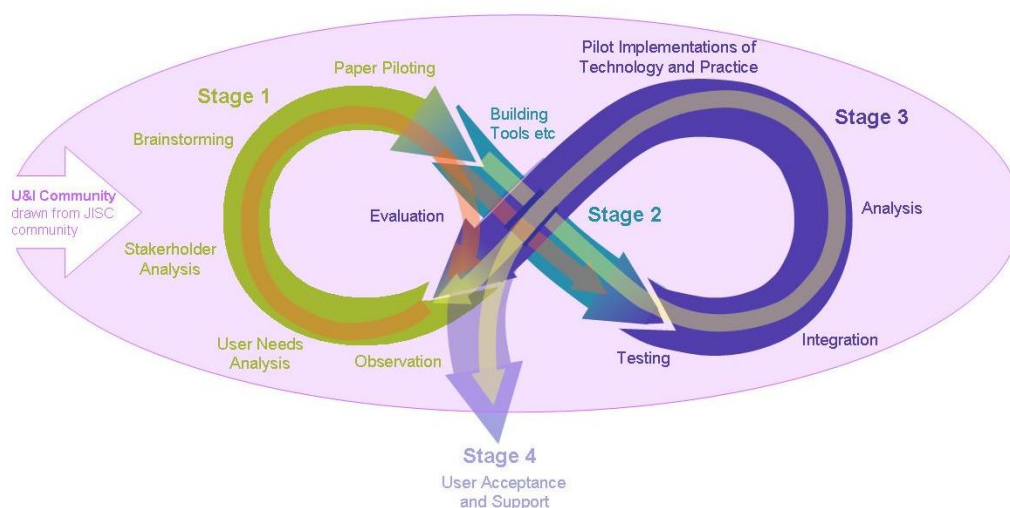 Pilot Implementations of
Technology and Practice
Paper Piloting
Stage 1
Building
Tools etc
Stage 3
Brainstorming
U&I Community
drawn from JISC
community
Evaluation
Stage 2
Analysis
Stakerholder
Analysis
User Needs
Analysis
Observation
Testing
Integration
Stage 4
User Acceptance
and Support